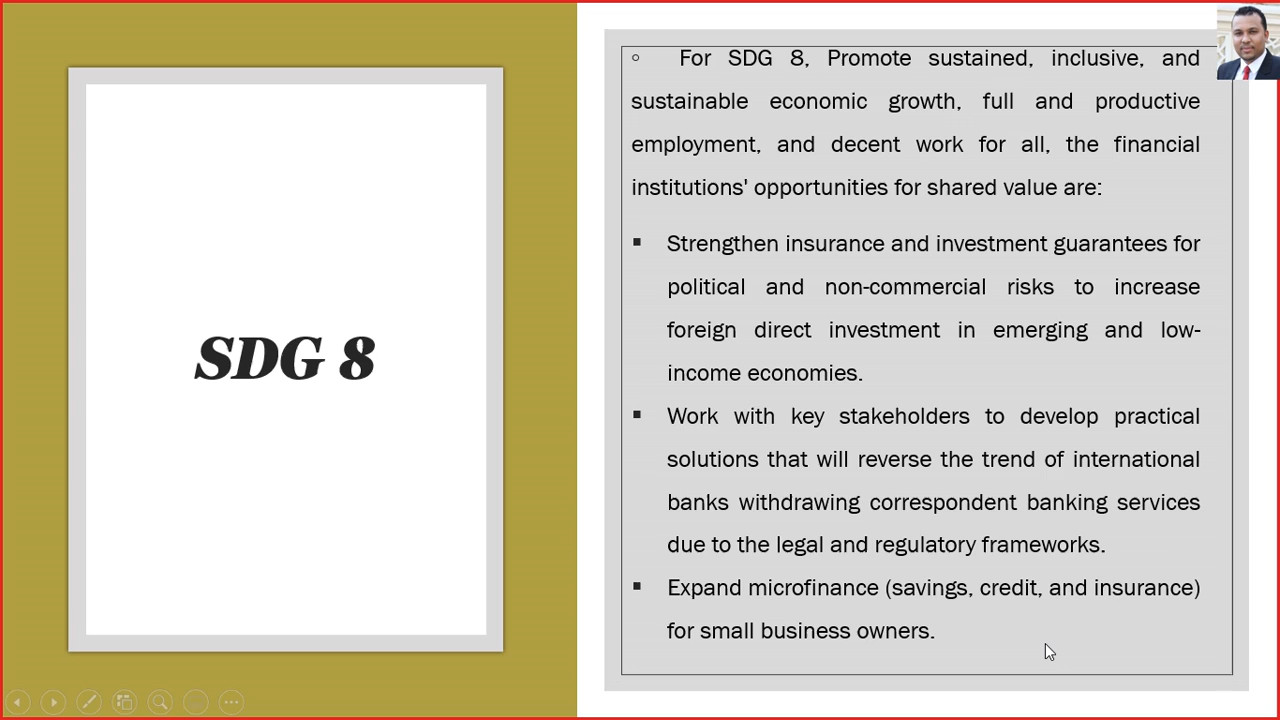 SDG 8
○ For SDG 8, Promote sustained, inclusive, and
sustainable economic growth, full and productive
employment, and decent work for all, the financial
institutions' opportunities for shared value are:
▪ Strengthen insurance and investment guarantees for
political and non-commercial risks to increase
foreign direct investment in emerging and low-
income economies.
▪ Work with key stakeholders to develop practical
solutions that will reverse the trend of international
banks withdrawing correspondent banking services
due to the legal and regulatory frameworks.
▪ Expand microfinance (savings, credit, and insurance)
for small business owners.